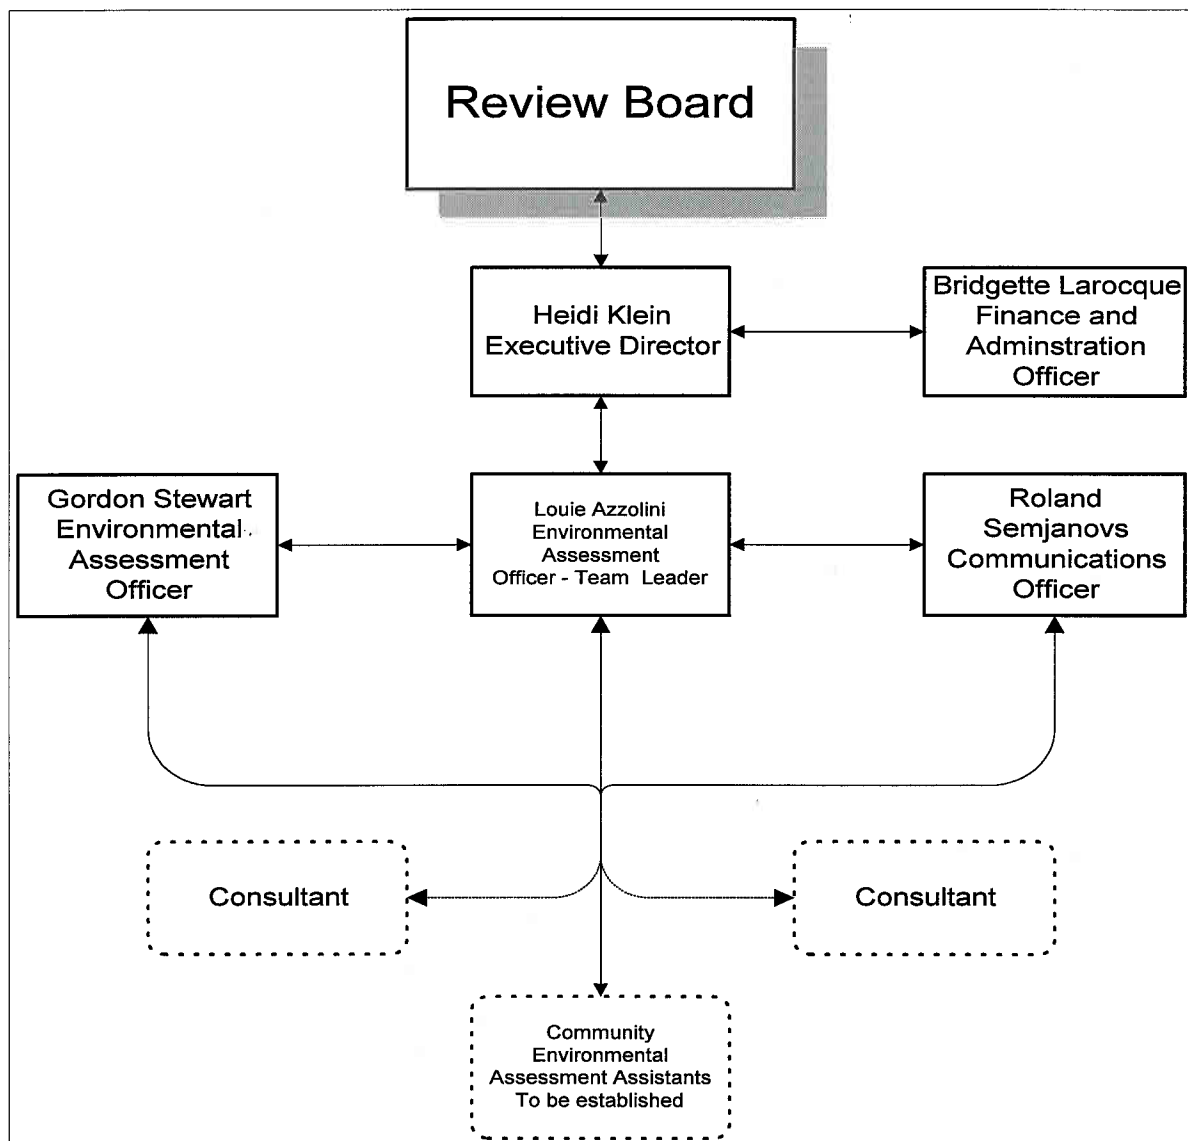 Review Board
Heidi Klein
Executive Director
Bridgette Larocque
Finance and
Adminstration
Officer
Gordon Stewart
Environmental
Assessment
Officer
Louie Azzolini
Environmental
Assessment
Officer - Team Leader
Roland
Semjanovs
Communications
Officer
Consultant
Consultant
Community
Environmental
Assessment Assistants
To be established